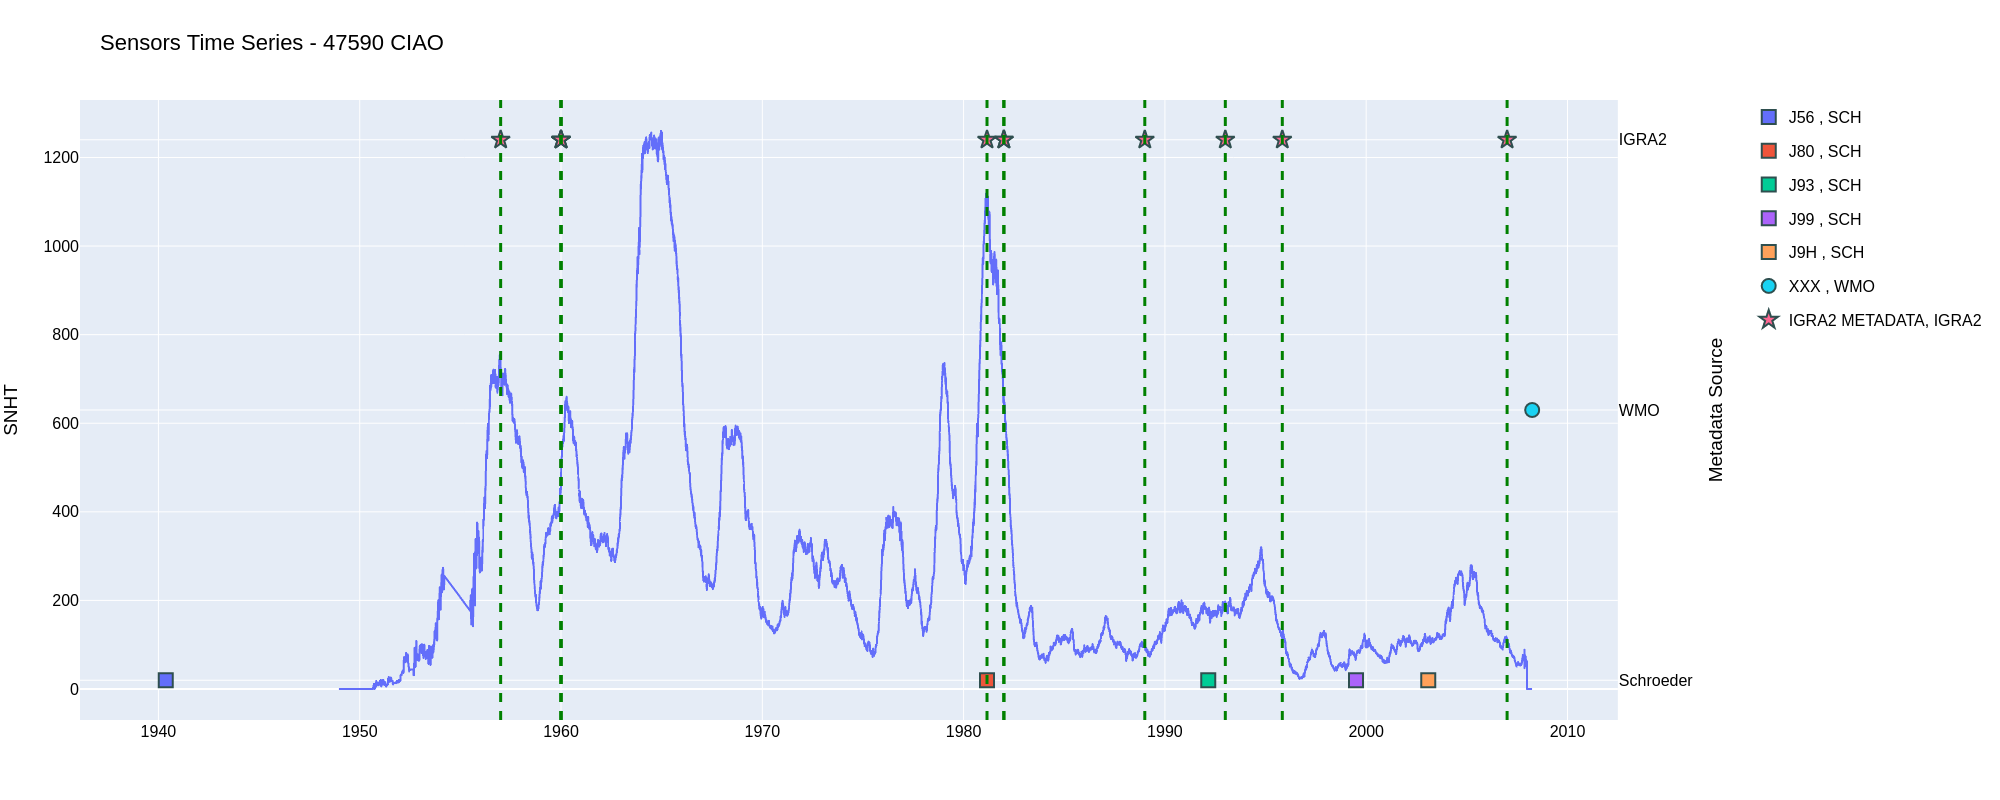 Sensors Time Series - 47590 CIAO
SNHT
1200
1000
800
600
400
200
0
1940
1950
1960
1970
1980
1990
2000
2010
IGRA2
WMO
Schroeder
Metadata Source
J56 , SCH
J80 , SCH
J93 , SCH
J99 , SCH
J9H , SCH
XXX , WMO
IGRA2 METADATA, IGRA2